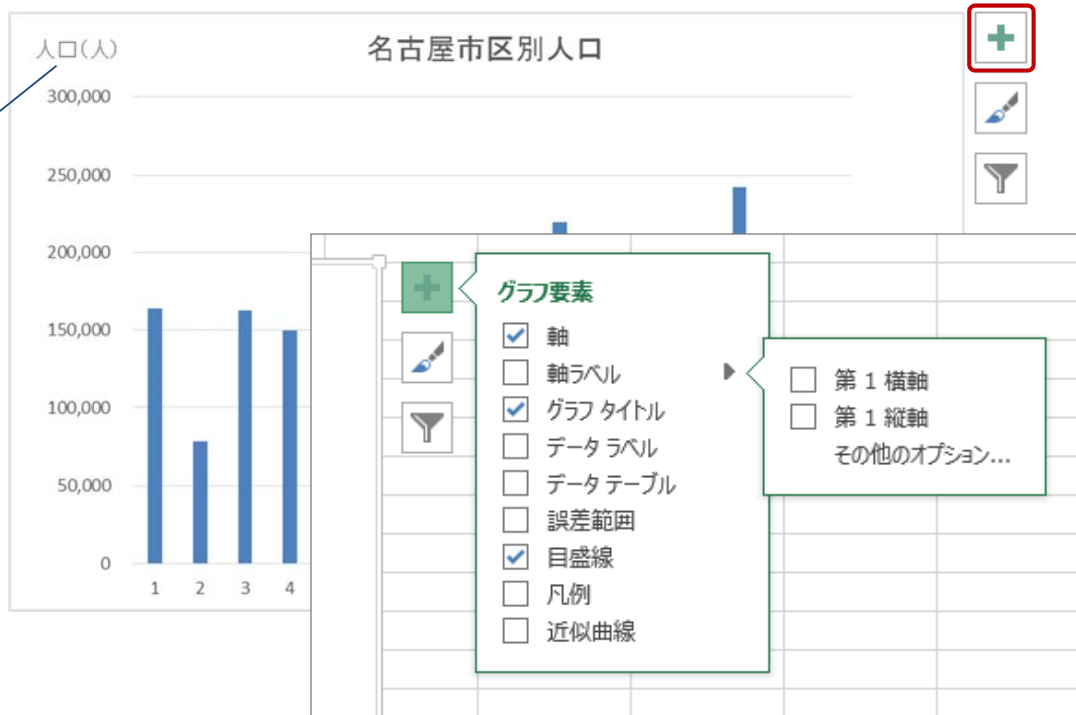 人口(人)
名古屋市区別人口
300,000
250,000
200,000
150,000
100,000
50,000
0
1 2 3 4
グラフ要素
軸
軸ラベル
グラフ タイトル
データ ラベル
データ テーブル
誤差範囲
目盛線
凡例
近似曲線
第 1 横軸
第 1 縦軸
その他のオプション...